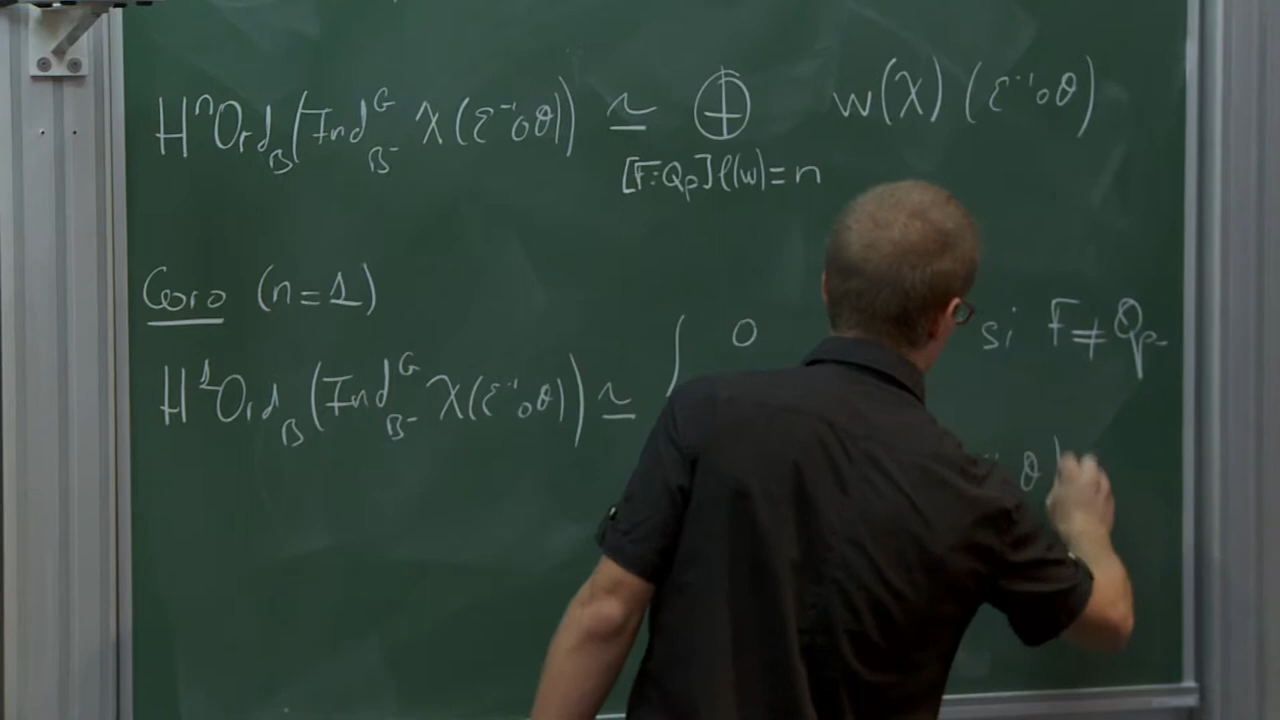 HⁿOrd_B(Ind_{B⁻}^G χ(ε⁻¹∘θ)) ≃ ⊕_{[F:Q_p]ℓ(w)=n} w(χ)(ε⁻¹∘θ)
Coro (n=1)
H¹Ord_B(Ind_{B⁻}^G χ(ε⁻¹∘θ)) ≃ { 0 si F≠Q_p
θ)